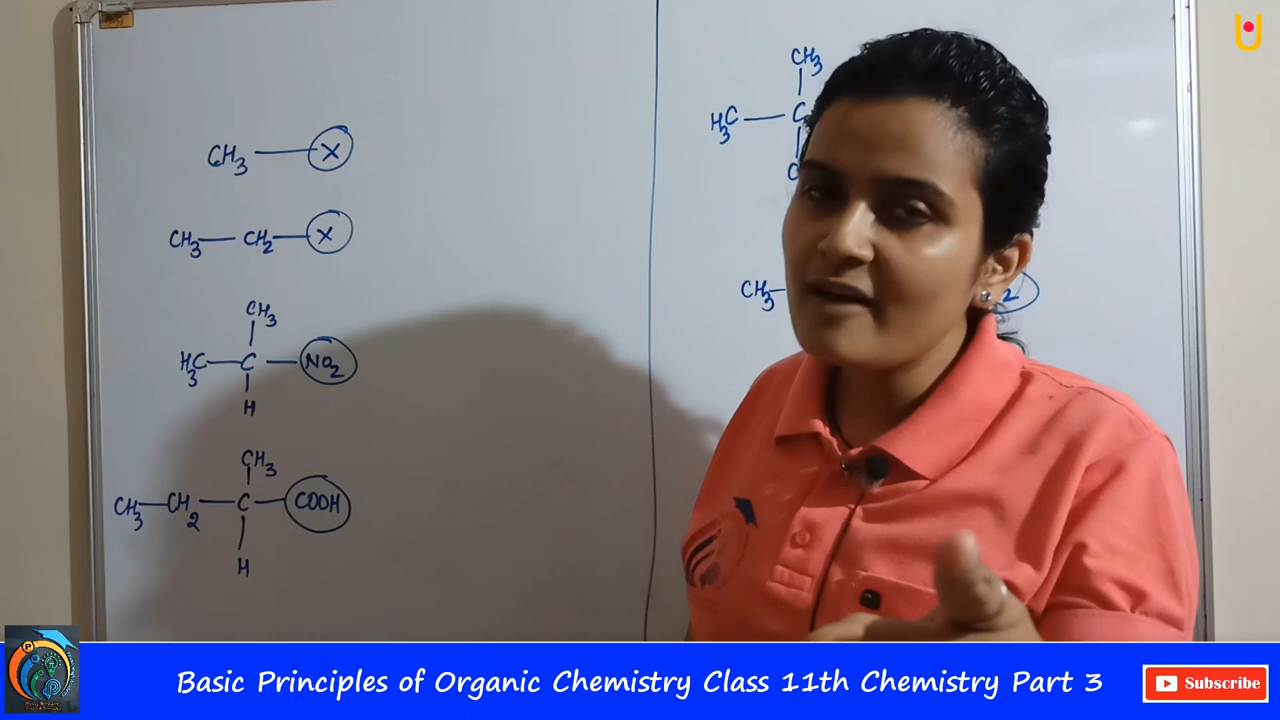 CH3 — X
CH3 — CH2 — X
CH3
H3C — C — NO2
H
CH3
CH3 — CH2 — C — COOH
H
CH3
H3C — C
CH3 —
2
Basic Principles of Organic Chemistry Class 11th Chemistry Part 3
Subscribe